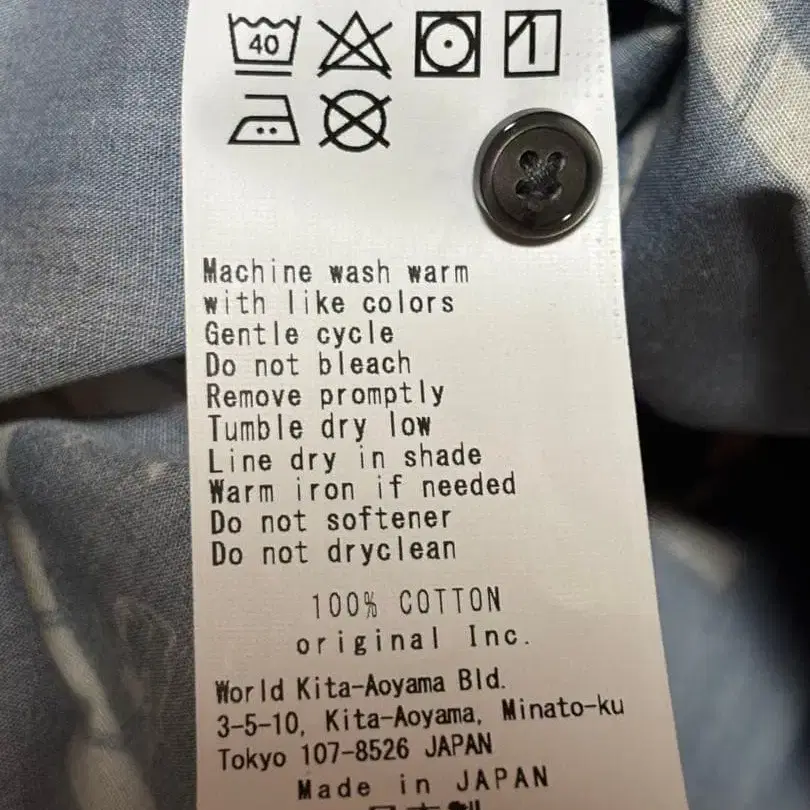 40
Machine wash warm
with like colors
Gentle cycle
Do not bleach
Remove promptly
Tumble dry low
Line dry in shade
Warm iron if needed
Do not softener
Do not dryclean
100% COTTON
original Inc.
World Kita-Aoyama Bld.
3-5-10, Kita-Aoyama, Minato-ku
Tokyo 107-8526 JAPAN
Made in JAPAN